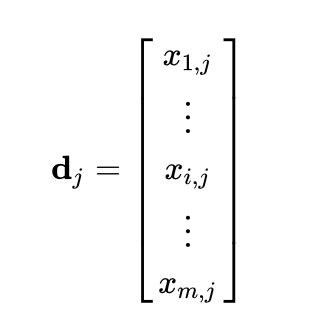 x_{1,j}
⋮
𝐝_j = x_{i,j}
⋮
x_{m,j}